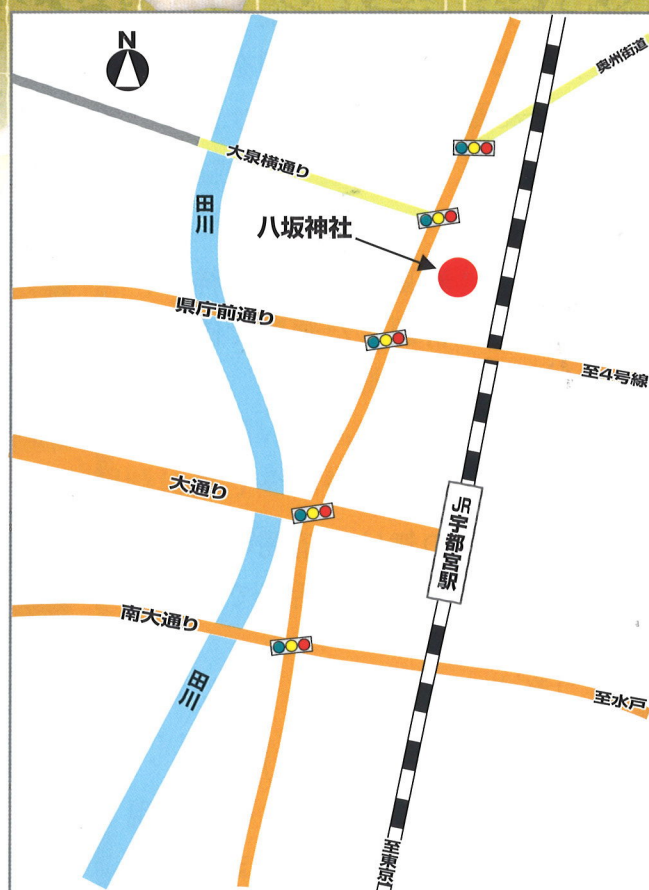 N
奥州街道
大泉横通り
田川
八坂神社
県庁前通り
至4号線
大通り
JR宇都宮駅
南大通り
田川
至水戸
至東京